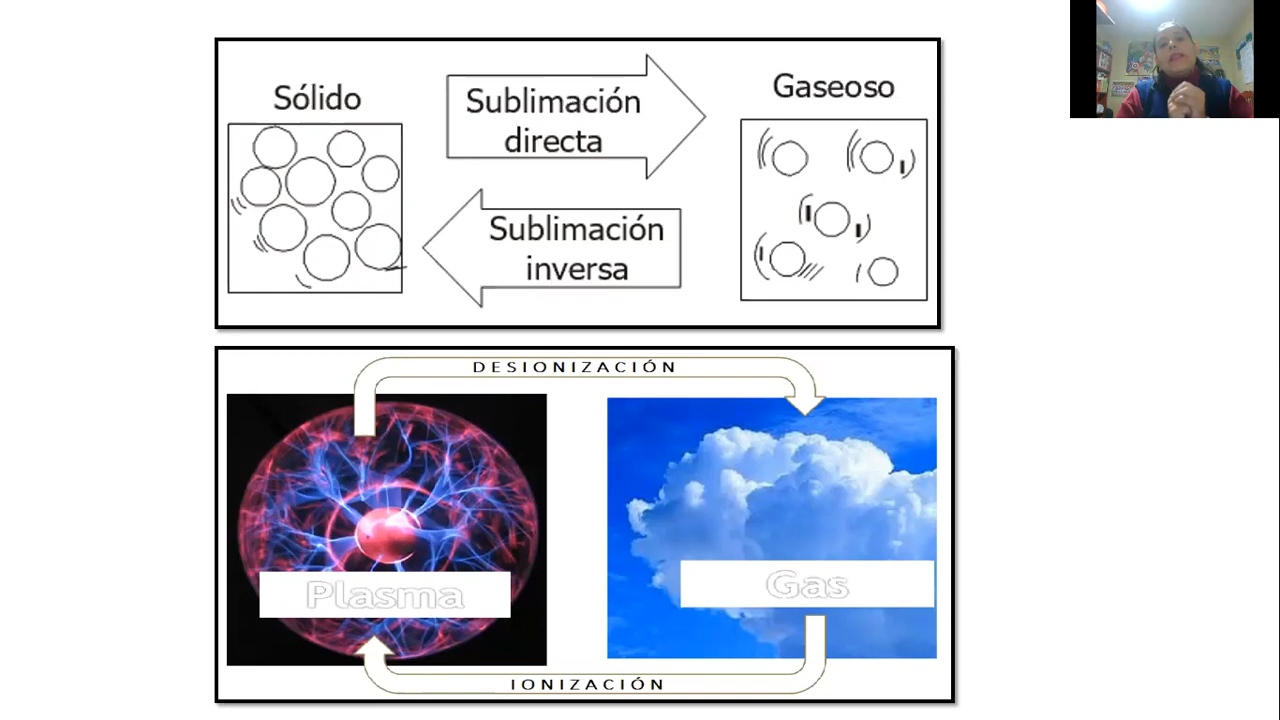 Sólido
Sublimación
directa
Gaseoso
Sublimación
inversa
DESIONIZACIÓN
Plasma
Gas
IONIZACIÓN